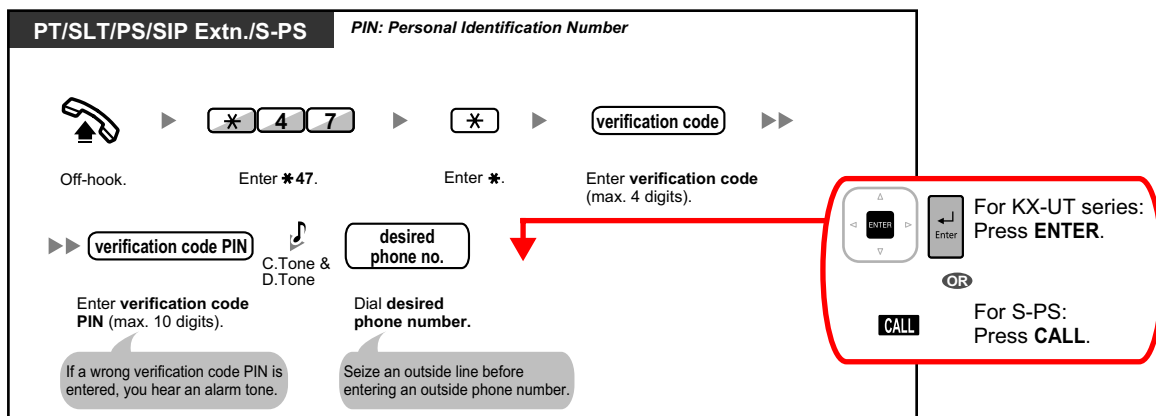 PT/SLT/PS/SIP Extn./S-PS
PIN: Personal Identification Number
* 4 7
*
verification code
Off-hook.
Enter *47.
Enter *.
Enter verification code
(max. 4 digits).
verification code PIN
C.Tone &
D.Tone
desired
phone no.
Enter verification code
PIN (max. 10 digits).
Dial desired
phone number.
If a wrong verification code PIN is
entered, you hear an alarm tone.
Seize an outside line before
entering an outside phone number.
ENTER
Enter
For KX-UT series:
Press ENTER.
OR
CALL
For S-PS:
Press CALL.